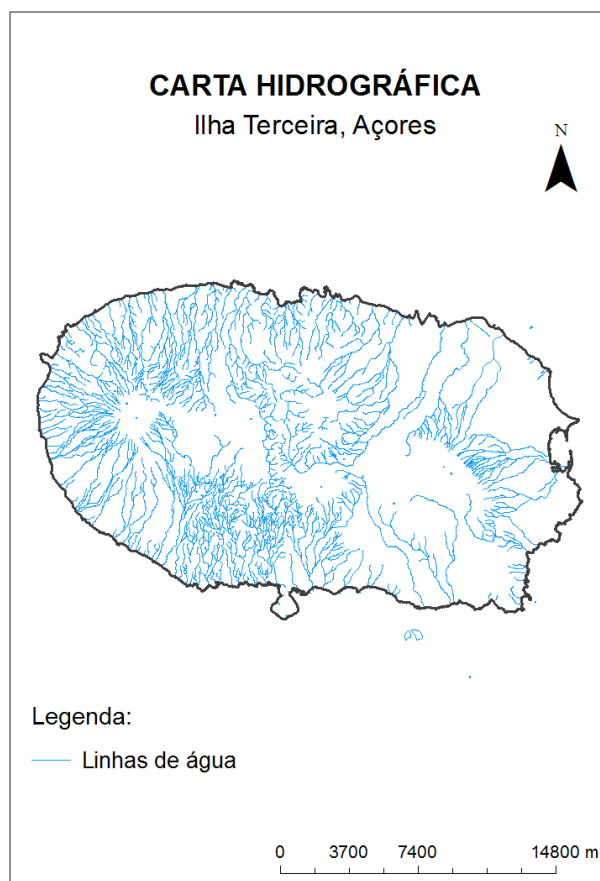 CARTA HIDROGRÁFICA
Ilha Terceira, Açores
N
Legenda:
Linhas de água
0 3700 7400 14800 m